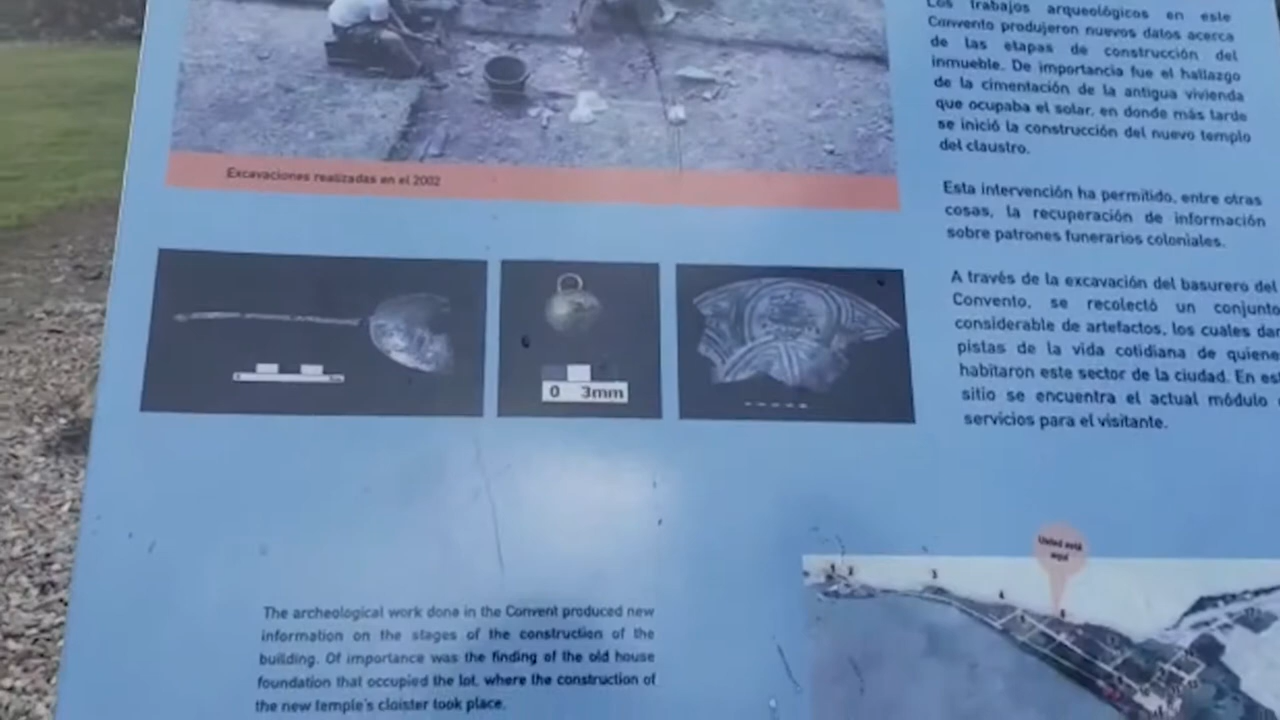 Los trabajos arqueológicos en este
Convento produjeron nuevos datos acerca
de las etapas de construcción del
inmueble. De importancia fue el hallazgo
de la cimentación de la antigua vivienda
que ocupaba el solar, en donde más tarde
se inició la construcción del nuevo templo
del claustro.
Excavaciones realizadas en el 2002
Esta intervención ha permitido, entre otras
cosas, la recuperación de información
sobre patrones funerarios coloniales.
A través de la excavación del basurero del
Convento, se recolectó un conjunto
considerable de artefactos, los cuales dan
pistas de la vida cotidiana de quiene
habitaron este sector de la ciudad. En es
sitio se encuentra el actual módulo
servicios para el visitante.
0 3mm
Usted está
aquí
The archeological work done in the Convent produced new
information on the stages of the construction of the
building. Of importance was the finding of the old house
foundation that occupied the lot, where the construction of
the new temple's cloister took place.